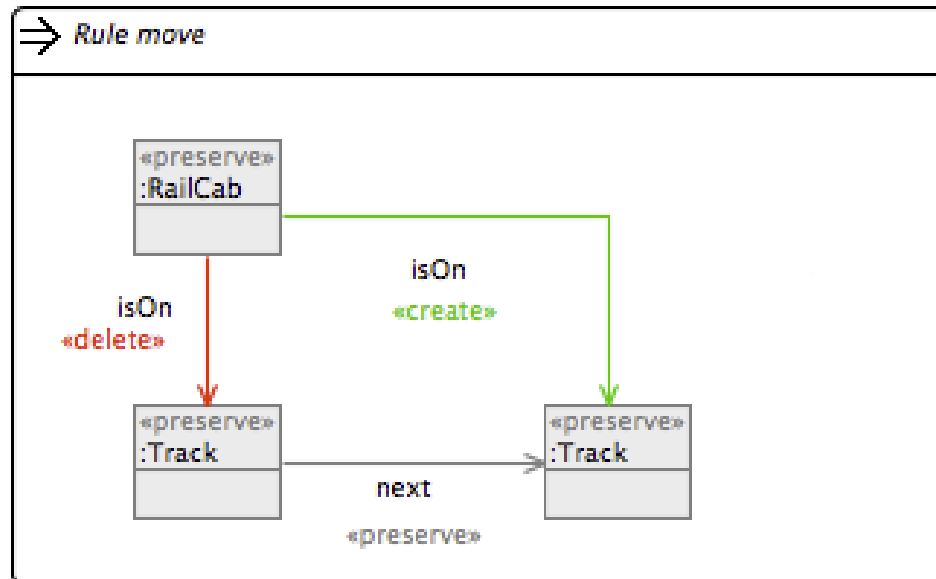 Rule move
«preserve»
:RailCab
isOn
«create»
isOn
«delete»
«preserve»
:Track
«preserve»
:Track
next
«preserve»